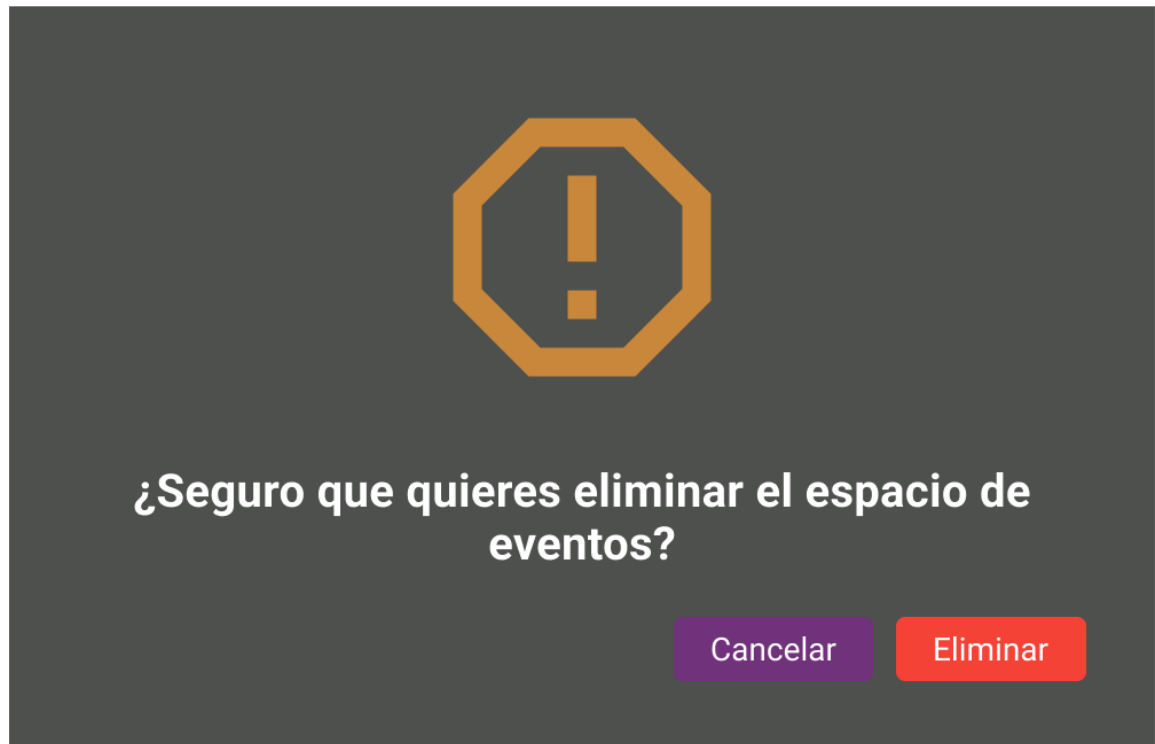 ¿Seguro que quieres eliminar el espacio de
eventos?
Cancelar
Eliminar